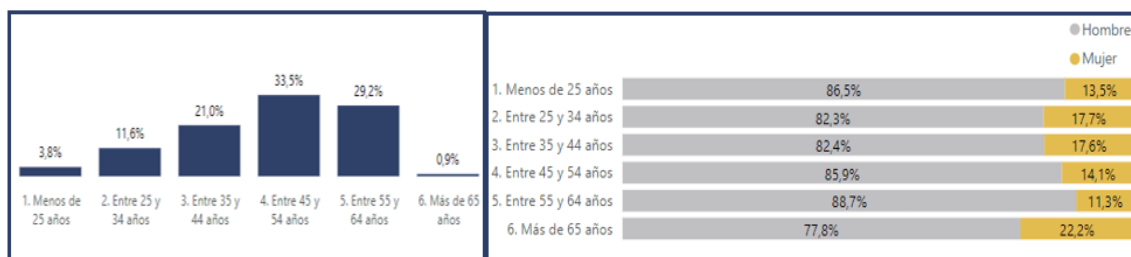 33,5%
29,2%
21,0%
11,6%
3,8%
0,9%
1. Menos de
25 años
2. Entre 25 y
34 años
3. Entre 35 y
44 años
4. Entre 45 y
54 años
5. Entre 55 y
64 años
6. Más de 65
años
Hombre
Mujer
1. Menos de 25 años 86,5% 13,5%
2. Entre 25 y 34 años 82,3% 17,7%
3. Entre 35 y 44 años 82,4% 17,6%
4. Entre 45 y 54 años 85,9% 14,1%
5. Entre 55 y 64 años 88,7% 11,3%
6. Más de 65 años 77,8% 22,2%